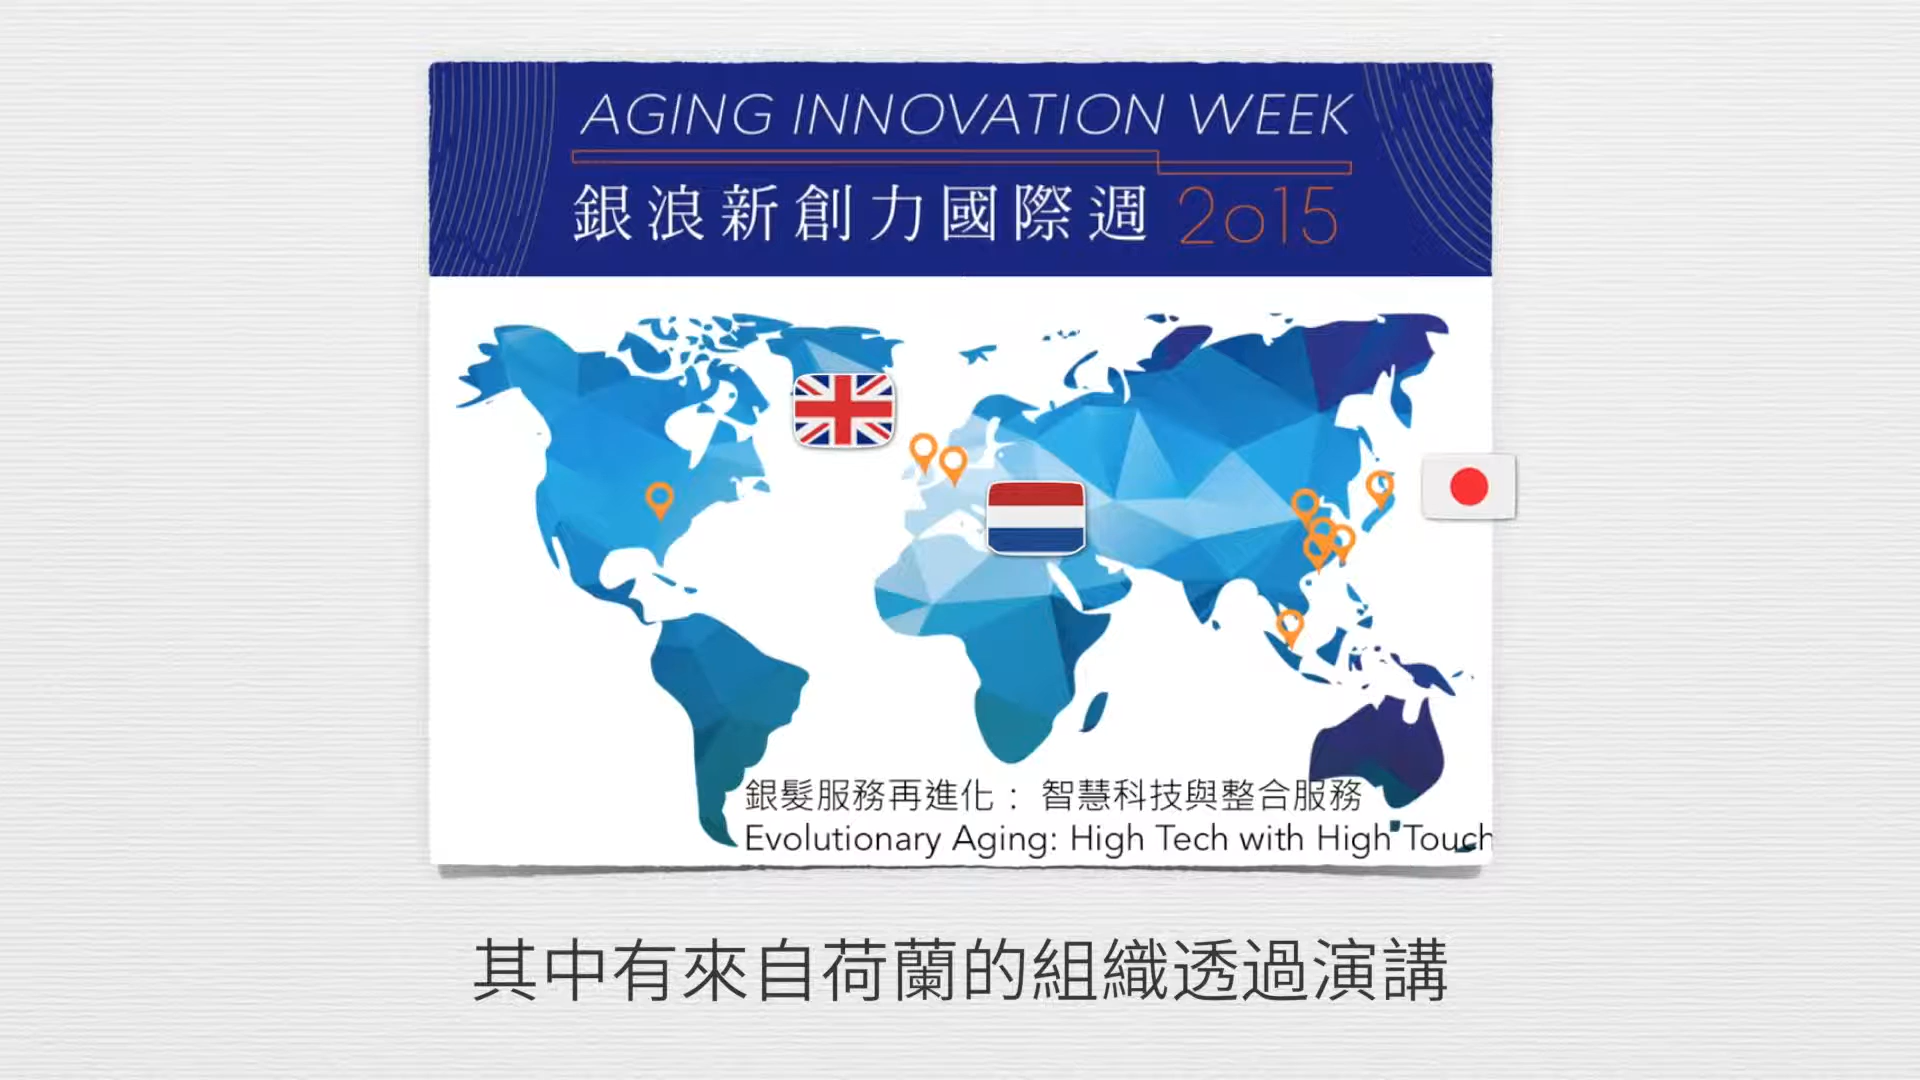 AGING INNOVATION WEEK
銀浪新創力國際週 2015
銀髮服務再進化： 智慧科技與整合服務
Evolutionary Aging: High Tech with High Touch
其中有來自荷蘭的組織透過演講